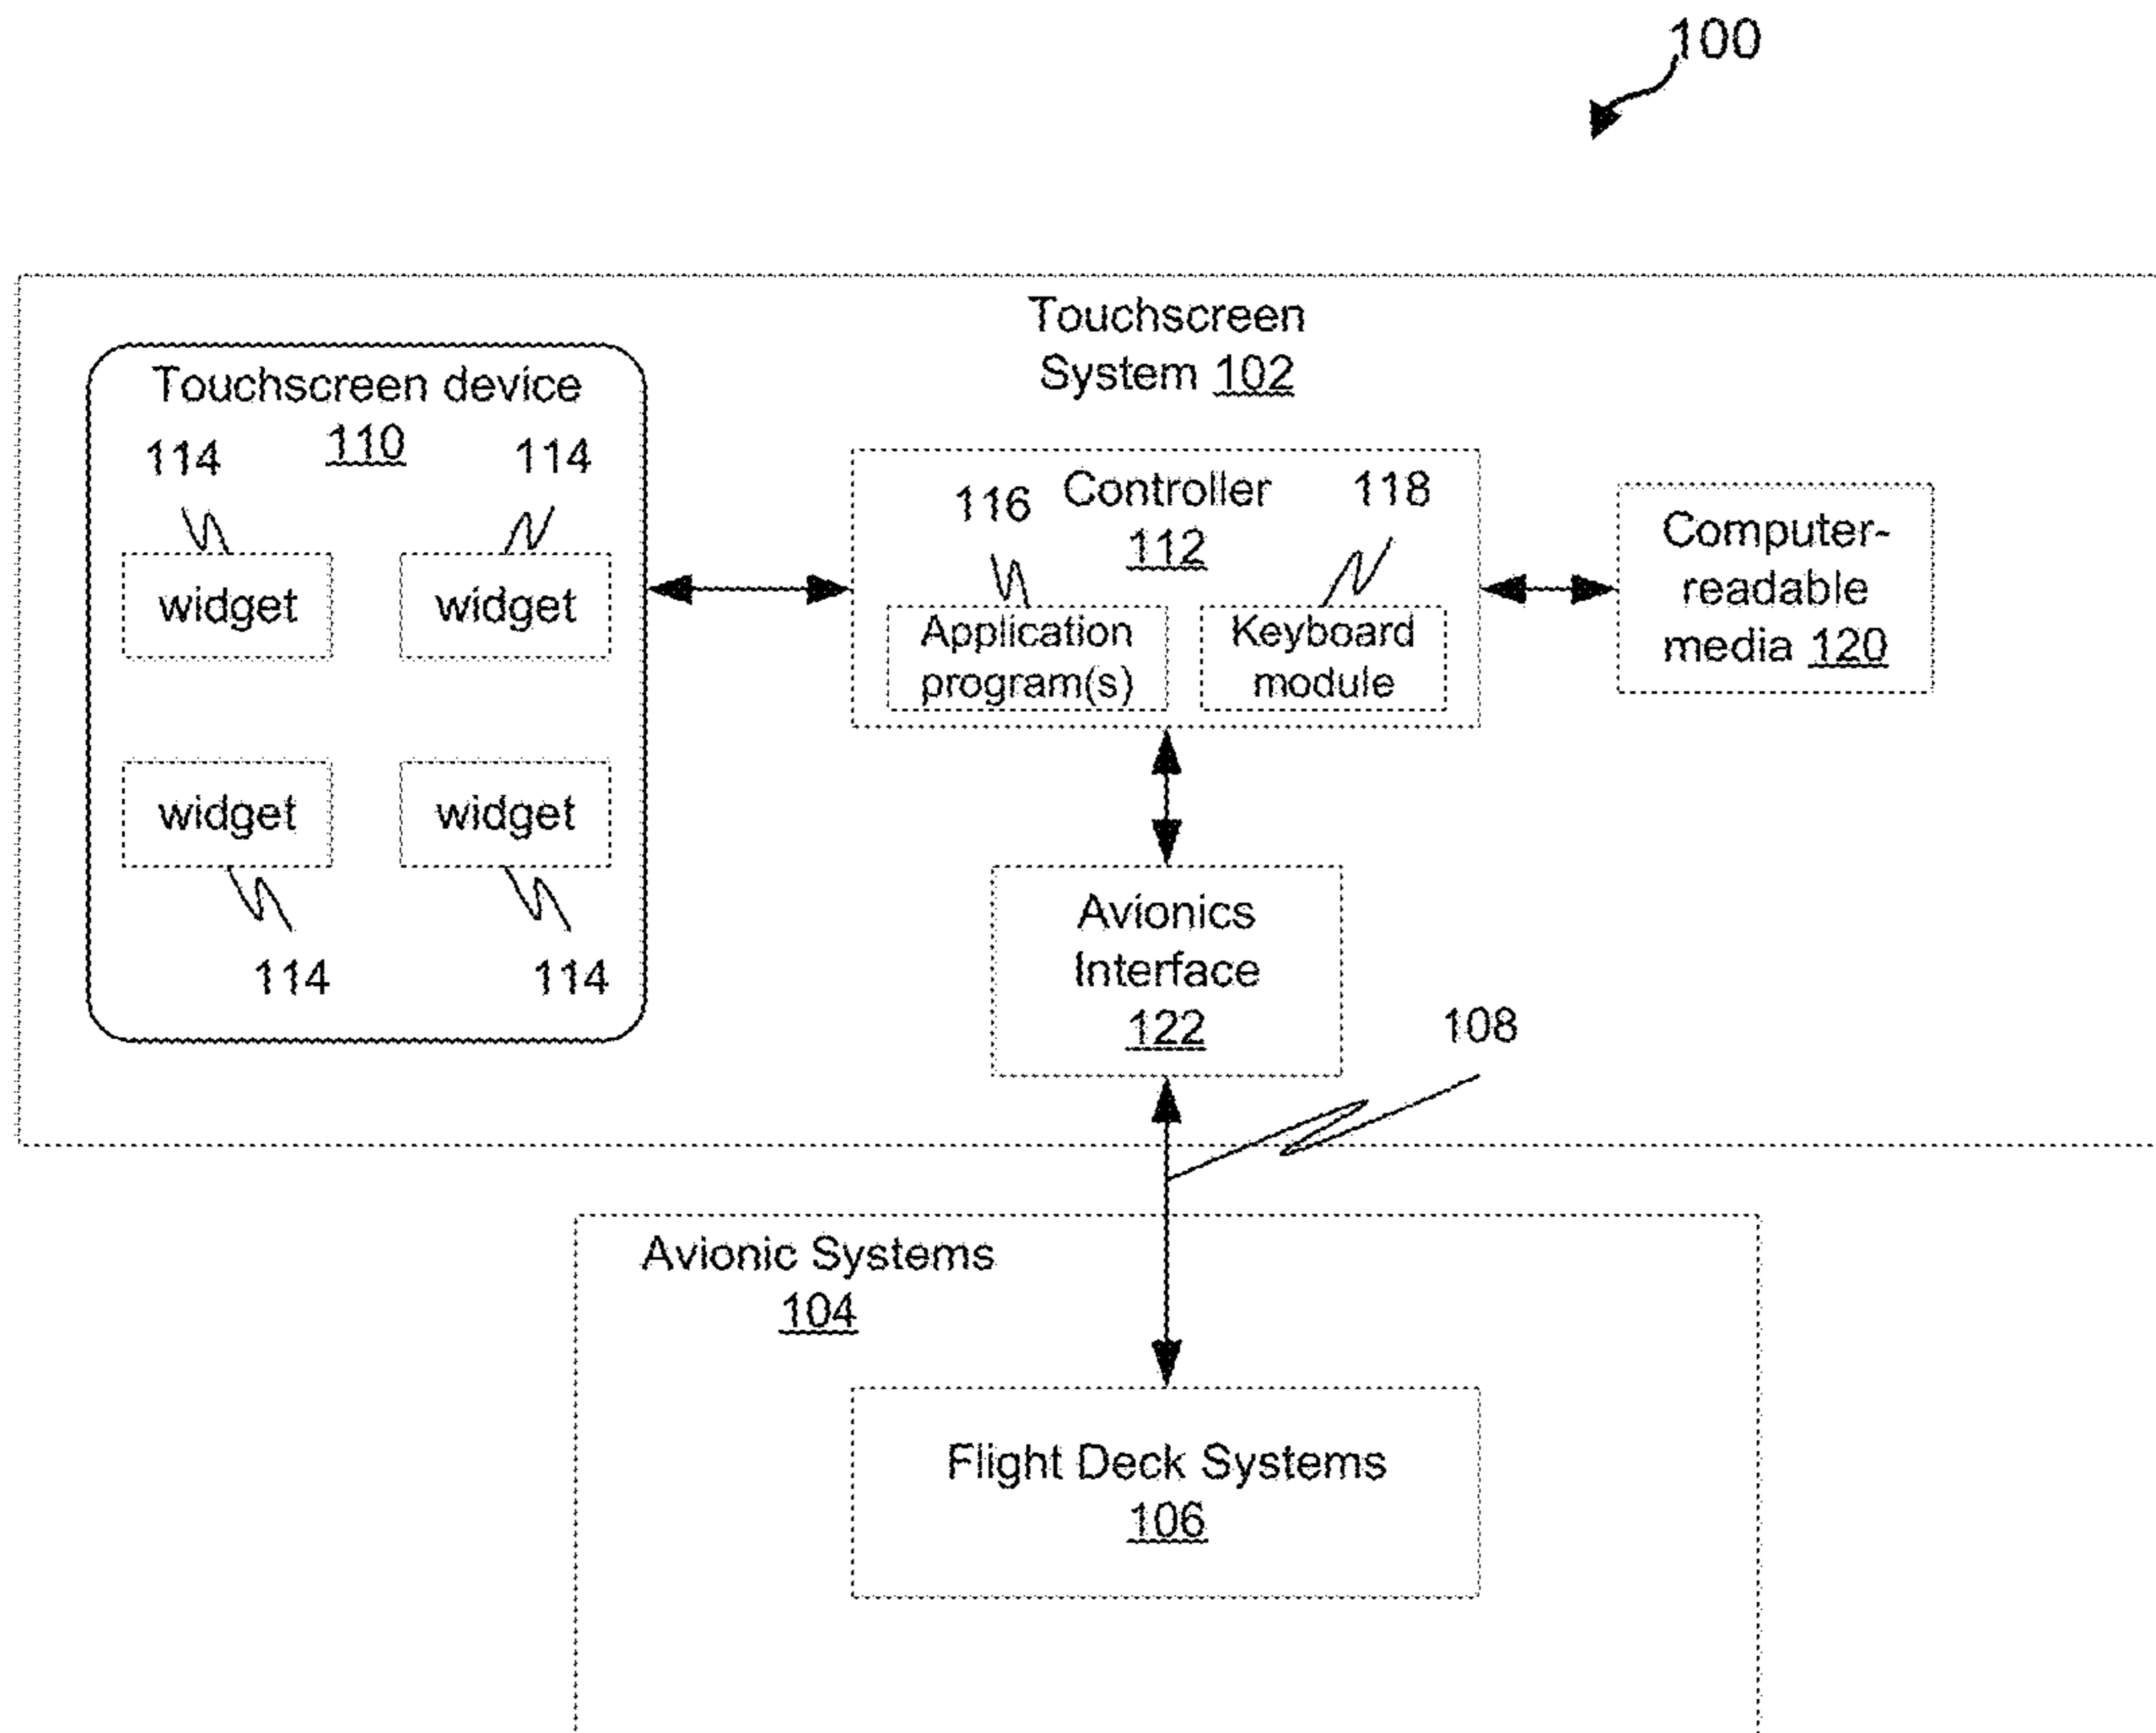 100
Touchscreen
System 102
Touchscreen device
110
114
114
widget
widget
widget
widget
114
114
Controller
112
116
118
Application
program(s)
Keyboard
module
Computer-
readable
media 120
Avionics
Interface
122
108
Avionic Systems
104
Flight Deck Systems
106